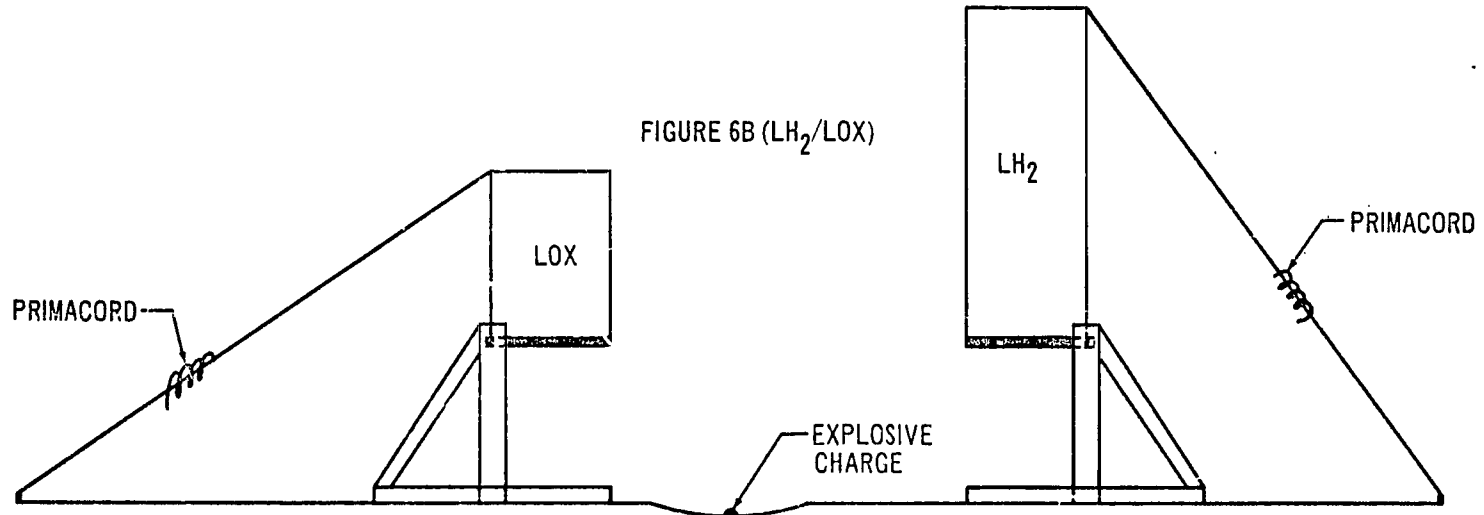 FIGURE 6B (LH2/LOX)
LH2
PRIMACORD
LOX
PRIMACORD
EXPLOSIVE
CHARGE